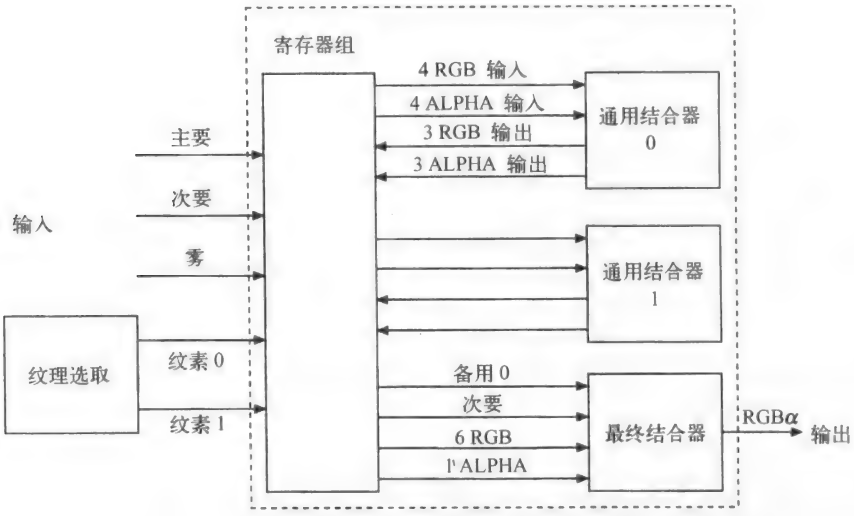 寄存器组
4 RGB 输入
4 ALPHA 输入
3 RGB 输出
3 ALPHA 输出
通用结合器
0
主要
次要
雾
输入
纹理选取
纹素 0
纹素 1
通用结合器
1
备用 0
次要
6 RGB
1 ALPHA
最终结合器
RGBα
输出